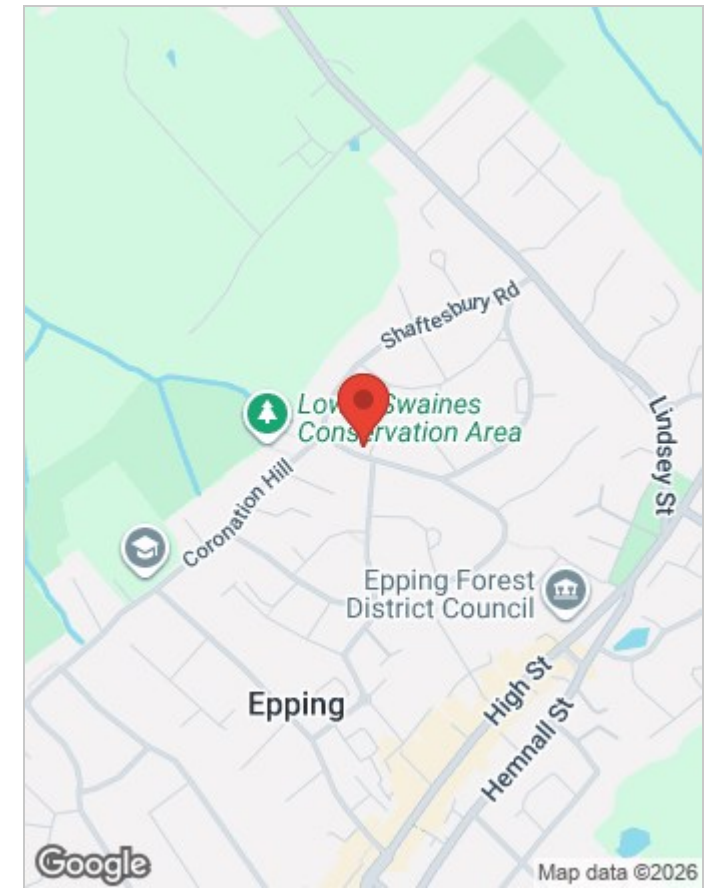 Shaftesbury Rd
Swaines
Conservation Area
Lindsey St
Coronation Hill
Epping Forest
District Council
Epping
High St
Hemnall St
Google
Map data ©2026